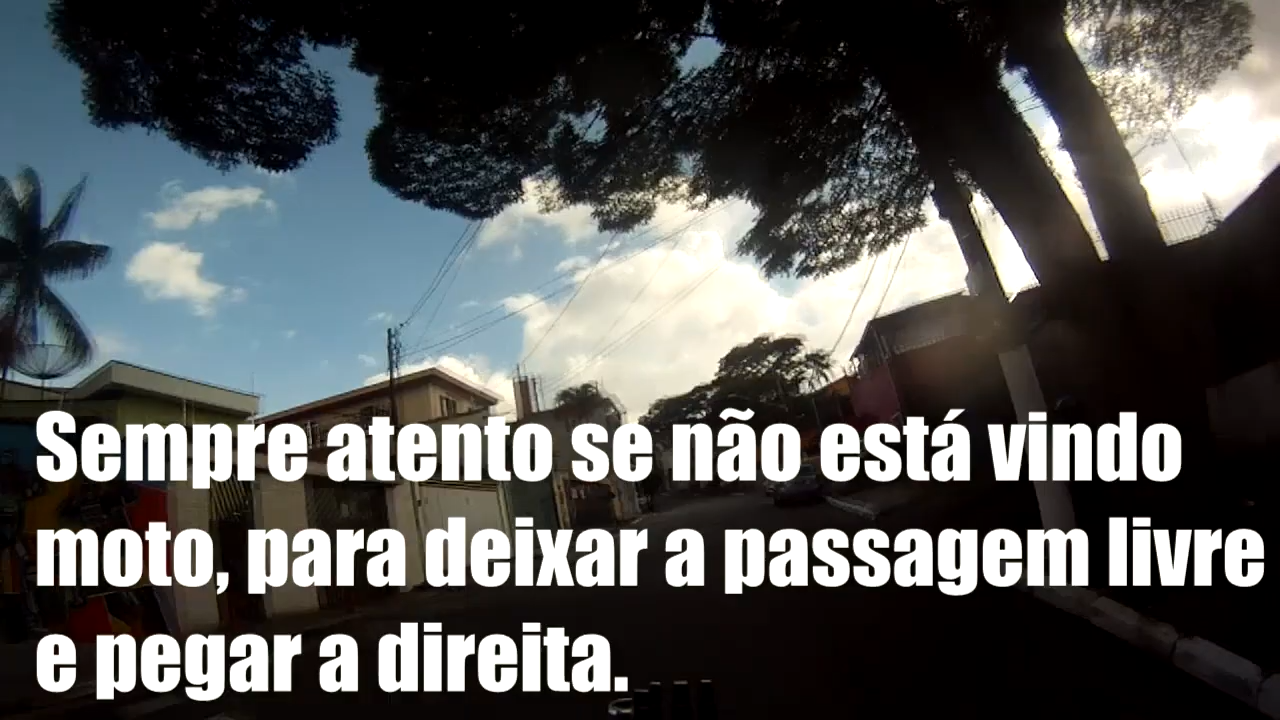 Sempre atento se não está vindo
moto, para deixar a passagem livre
e pegar a direita.